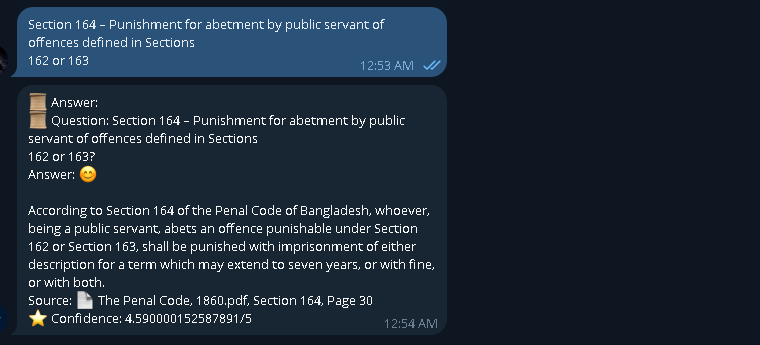 Section 164 – Punishment for abetment by public servant of
offences defined in Sections
162 or 163
12:53 AM
Answer:
Question: Section 164 – Punishment for abetment by public
servant of offences defined in Sections
162 or 163?
Answer: 😊
According to Section 164 of the Penal Code of Bangladesh, whoever,
being a public servant, abets an offence punishable under Section
162 or Section 163, shall be punished with imprisonment of either
description for a term which may extend to seven years, or with fine,
or with both.
Source: 📄 The Penal Code, 1860.pdf, Section 164, Page 30
⭐ Confidence: 4.590000152587891/5
12:54 AM